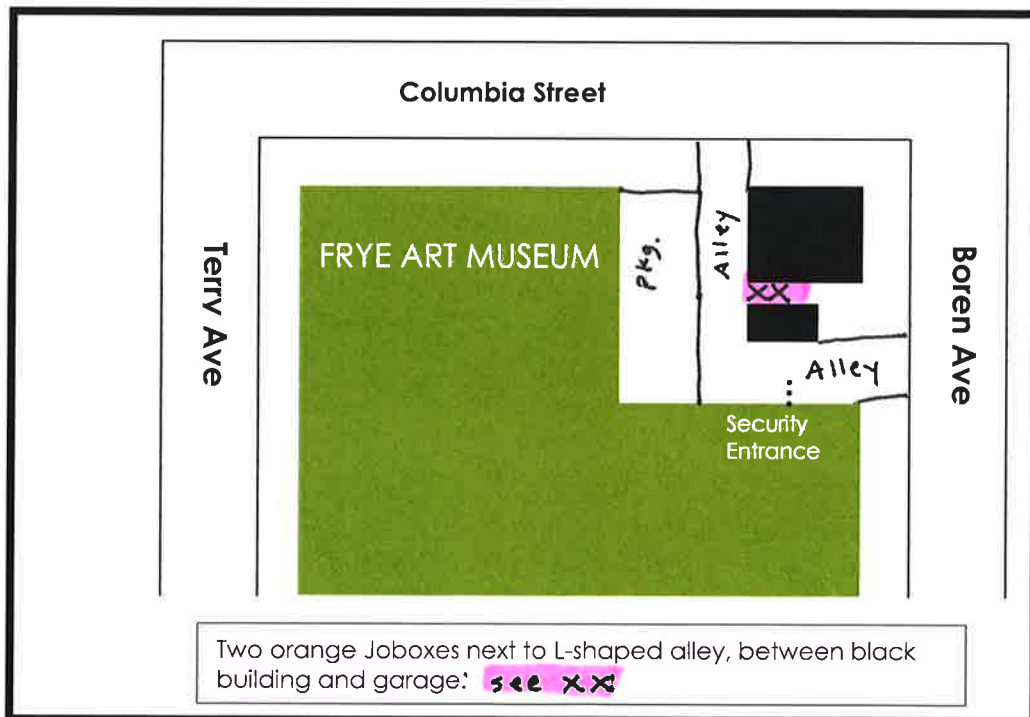 Columbia Street
Terry Ave
FRYE ART MUSEUM
Pkg.
Alley
XX
Boren Ave
Alley
Security
Entrance
Two orange Joboxes next to L-shaped alley, between black
building and garage: see XX